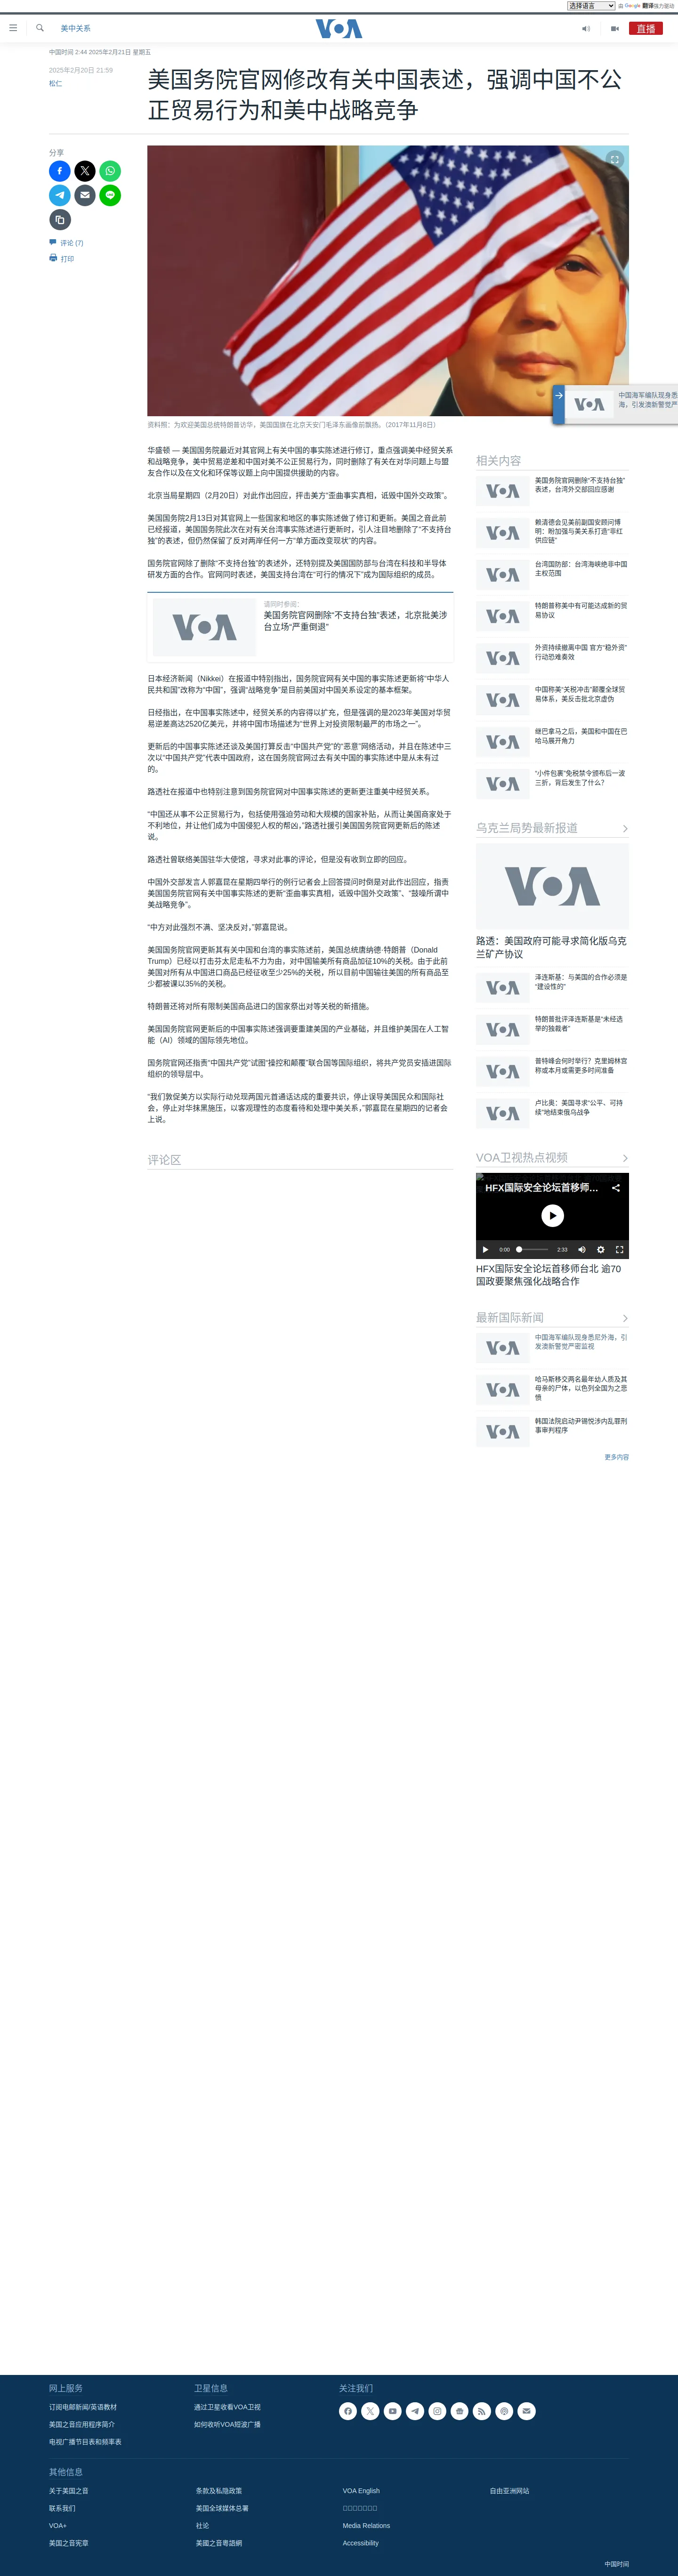 选择语言 由 Google 翻译强力驱动
美中关系
VOA
直播
中国时间 2:44 2025年2月21日 星期五
2025年2月20日 21:59
松仁
美国务院官网修改有关中国表述，强调中国不公
正贸易行为和美中战略竞争
分享
评论 (7)
打印
资料照：为欢迎美国总统特朗普访华，美国国旗在北京天安门毛泽东画像前飘扬。（2017年11月8日）
中国海军编队现身悉
海，引发澳新警觉严
华盛顿 — 美国国务院最近对其官网上有关中国的事实陈述进行修订，重点强调美中经贸关系
和战略竞争，美中贸易逆差和中国对美不公正贸易行为，同时删除了有关在对华问题上与盟
友合作以及在文化和环保等议题上向中国提供援助的内容。
北京当局星期四（2月20日）对此作出回应，抨击美方“歪曲事实真相，诋毁中国外交政策”。
美国国务院2月13日对其官网上一些国家和地区的事实陈述做了修订和更新。美国之音此前
已经报道，美国国务院此次在对有关台湾事实陈述进行更新时，引人注目地删除了“不支持台
独”的表述，但仍然保留了反对两岸任何一方“单方面改变现状”的内容。
国务院官网除了删除“不支持台独”的表述外，还特别提及美国国防部与台湾在科技和半导体
研发方面的合作。官网同时表述，美国支持台湾在“可行的情况下”成为国际组织的成员。
请同时参阅：
美国务院官网删除“不支持台独”表述，北京批美涉
台立场“严重倒退”
日本经济新闻（Nikkei）在报道中特别指出，国务院官网有关中国的事实陈述更新将“中华人
民共和国”改称为“中国”，强调“战略竞争”是目前美国对中国关系设定的基本框架。
日经指出，在中国事实陈述中，经贸关系的内容得以扩充，但是强调的是2023年美国对华贸
易逆差高达2520亿美元，并将中国市场描述为“世界上对投资限制最严的市场之一”。
更新后的中国事实陈述还谈及美国打算反击“中国共产党”的“恶意”网络活动，并且在陈述中三
次以“中国共产党”代表中国政府，这在国务院官网过去有关中国的事实陈述中是从未有过
的。
路透社在报道中也特别注意到国务院官网对中国事实陈述的更新更注重美中经贸关系。
“中国还从事不公正贸易行为，包括使用强迫劳动和大规模的国家补贴，从而让美国商家处于
不利地位，并让他们成为中国侵犯人权的帮凶，”路透社援引美国国务院官网更新后的陈述
说。
路透社曾联络美国驻华大使馆，寻求对此事的评论，但是没有收到立即的回应。
中国外交部发言人郭嘉昆在星期四举行的例行记者会上回答提问时倒是对此作出回应，指责
美国国务院官网有关中国事实陈述的更新“歪曲事实真相，诋毁中国外交政策”、“鼓噪所谓中
美战略竞争”。
“中方对此强烈不满、坚决反对，”郭嘉昆说。
美国国务院官网更新其有关中国和台湾的事实陈述前，美国总统唐纳德·特朗普（Donald
Trump）已经以打击芬太尼走私不力为由，对中国输美所有商品加征10%的关税。由于此前
美国对所有从中国进口商品已经征收至少25%的关税，所以目前中国输往美国的所有商品至
少都被课以35%的关税。
特朗普还将对所有限制美国商品进口的国家祭出对等关税的新措施。
美国国务院官网更新后的中国事实陈述强调要重建美国的产业基础，并且维护美国在人工智
能（AI）领域的国际领先地位。
国务院官网还指责“中国共产党”试图“操控和颠覆”联合国等国际组织，将共产党员安插进国际
组织的领导层中。
“我们敦促美方以实际行动兑现两国元首通话达成的重要共识，停止误导美国民众和国际社
会，停止对华抹黑施压，以客观理性的态度看待和处理中美关系，”郭嘉昆在星期四的记者会
上说。
评论区
相关内容
美国务院官网删除“不支持台独”
表述，台湾外交部回应感谢
赖清德会见美前副国安顾问博
明：盼加强与美关系打造“非红
供应链”
台湾国防部：台湾海峡绝非中国
主权范围
特朗普称美中有可能达成新的贸
易协议
外资持续撤离中国 官方“稳外资”
行动恐难奏效
中国称美“关税冲击”颠覆全球贸
易体系，美反击批北京虚伪
继巴拿马之后，美国和中国在巴
哈马展开角力
“小件包裹”免税禁令颁布后一波
三折，背后发生了什么？
乌克兰局势最新报道
路透：美国政府可能寻求简化版乌克
兰矿产协议
泽连斯基：与美国的合作必须是
“建设性的”
特朗普批评泽连斯基是“未经选
举的独裁者”
普特峰会何时举行？克里姆林宫
称或本月或需更多时间准备
卢比奥：美国寻求“公平、可持
续”地结束俄乌战争
VOA卫视热点视频
HFX国际安全论坛首移师…
0:00 2:33
HFX国际安全论坛首移师台北 逾70
国政要聚焦强化战略合作
最新国际新闻
中国海军编队现身悉尼外海，引
发澳新警觉严密监视
哈马斯移交两名最年幼人质及其
母亲的尸体，以色列全国为之悲
愤
韩国法院启动尹锡悦涉内乱罪刑
事审判程序
更多内容
网上服务
订阅电邮新闻/英语教材
美国之音应用程序简介
电视广播节目表和频率表
卫星信息
通过卫星收看VOA卫视
如何收听VOA短波广播
关注我们
其他信息
关于美国之音 条款及私隐政策 VOA English 自由亚洲网站
联系我们 美国全球媒体总署
VOA+ 社论 Media Relations
美国之音宪章 美國之音粵語網 Accessibility
中国时间